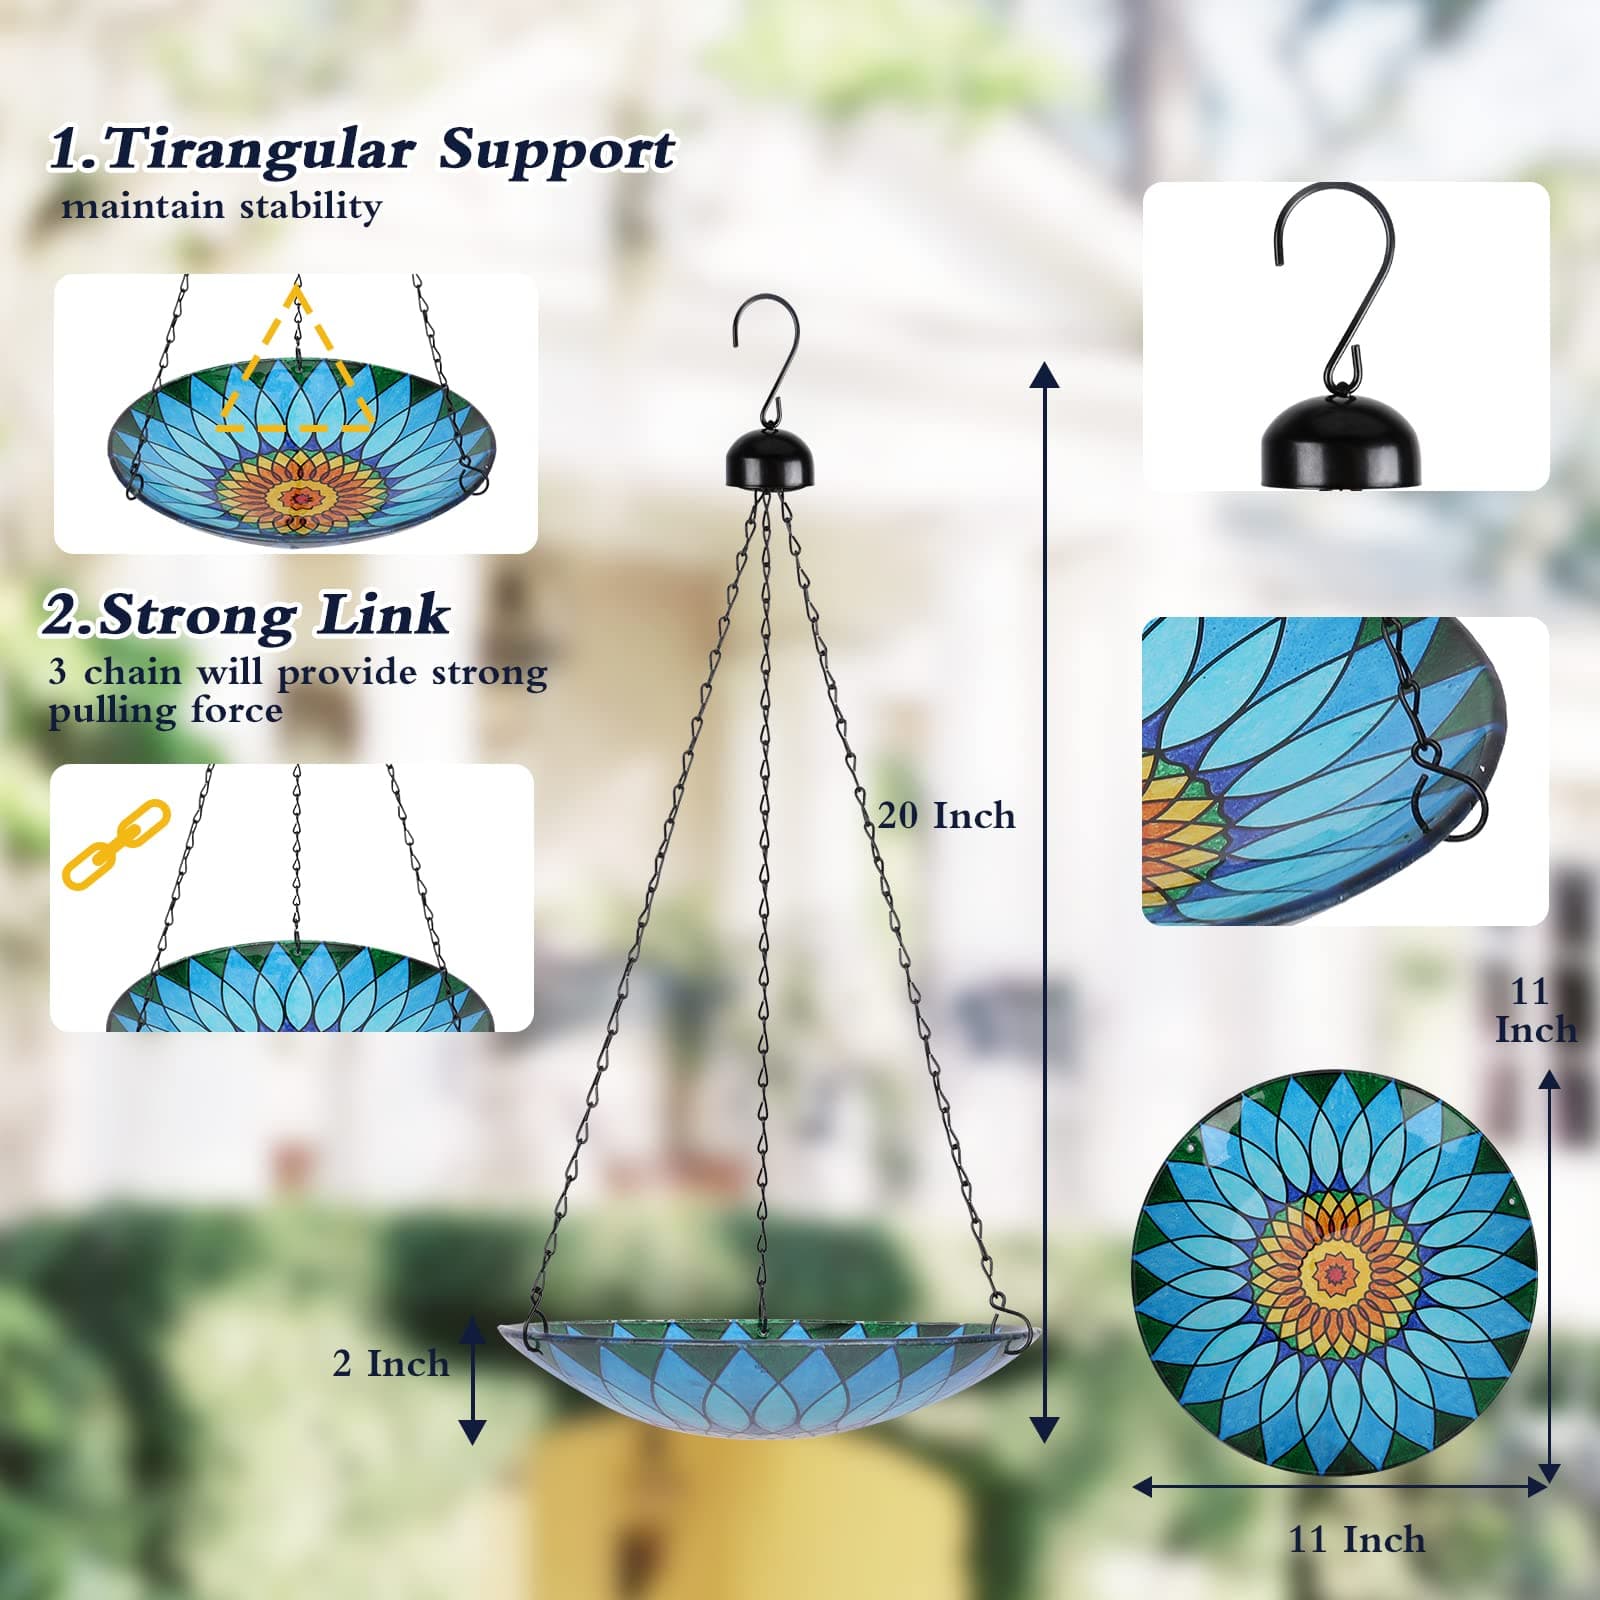 1.Tirangular Support
maintain stability
2.Strong Link
3 chain will provide strong
pulling force
20 Inch
2 Inch
11
Inch
11 Inch